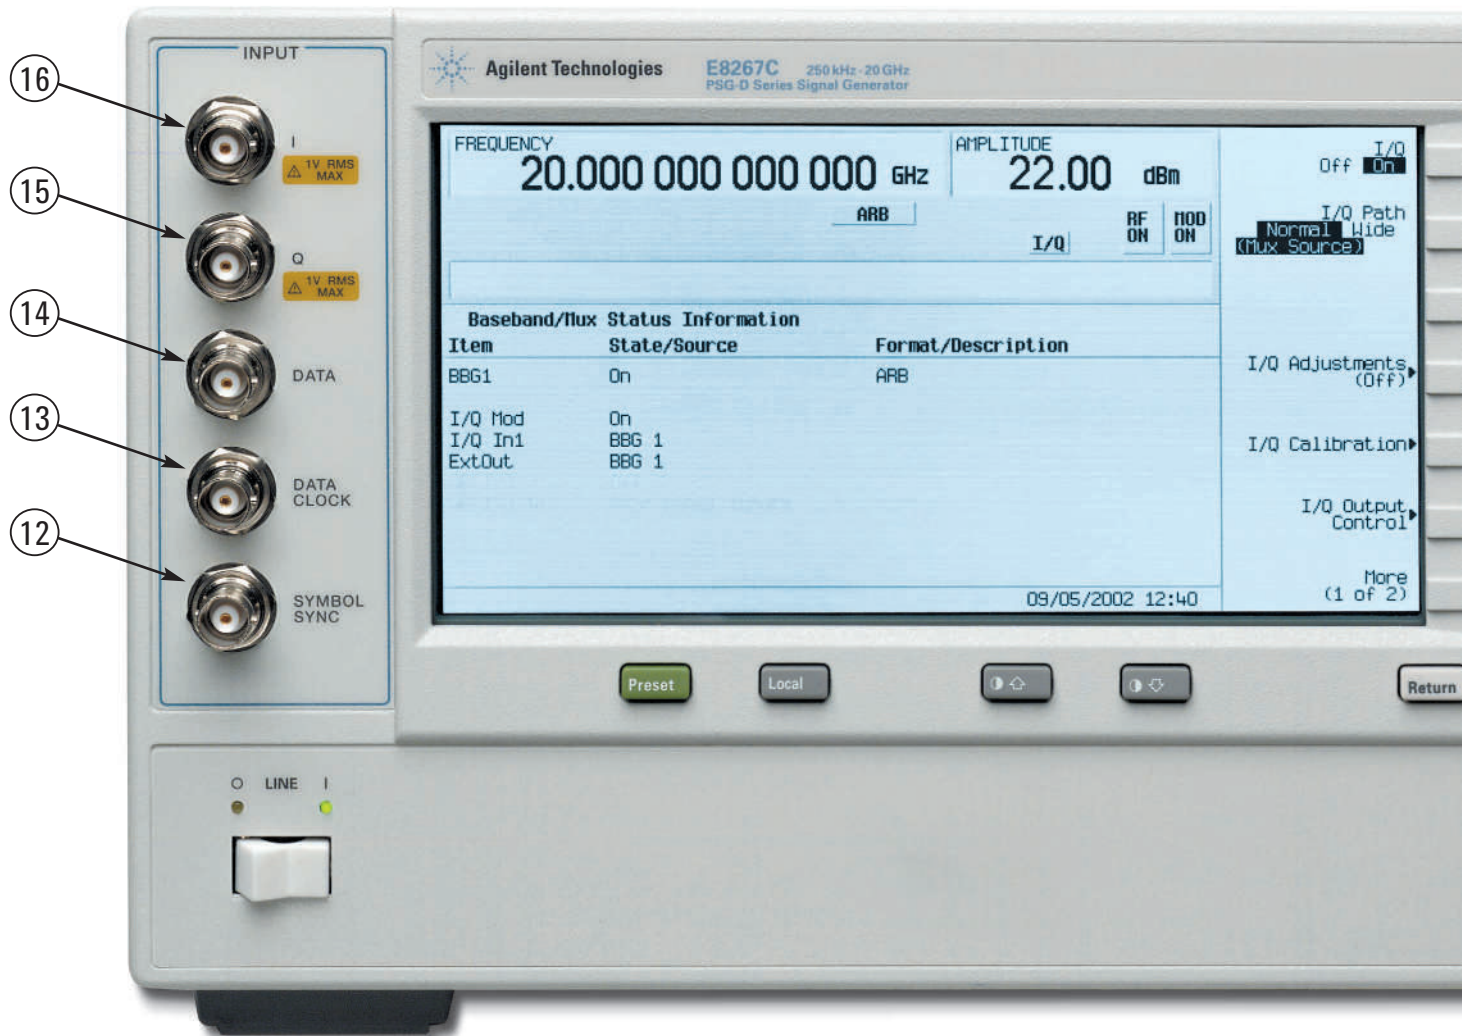 INPUT
16
I
1V RMS
MAX
15
Q
1V RMS
MAX
14
DATA
13
DATA
CLOCK
12
SYMBOL
SYNC
Agilent Technologies
E8267C 250 kHz - 20 GHz
PSG-D Series Signal Generator
FREQUENCY
20.000 000 000 000 GHz
AMPLITUDE
22.00 dBm
ARB
I/Q
RF
ON
MOD
ON
Baseband/Mux Status Information
Item State/Source Format/Description
BBG1 On ARB
I/Q Mod On
I/Q In1 BBG 1
ExtOut BBG 1
09/05/2002 12:40
I/Q
Off On
I/Q Path
Normal Wide
(Mux Source)
I/Q Adjustments
(Off)
I/Q Calibration
I/Q Output
Control
More
(1 of 2)
Preset
Local
Return
O LINE I